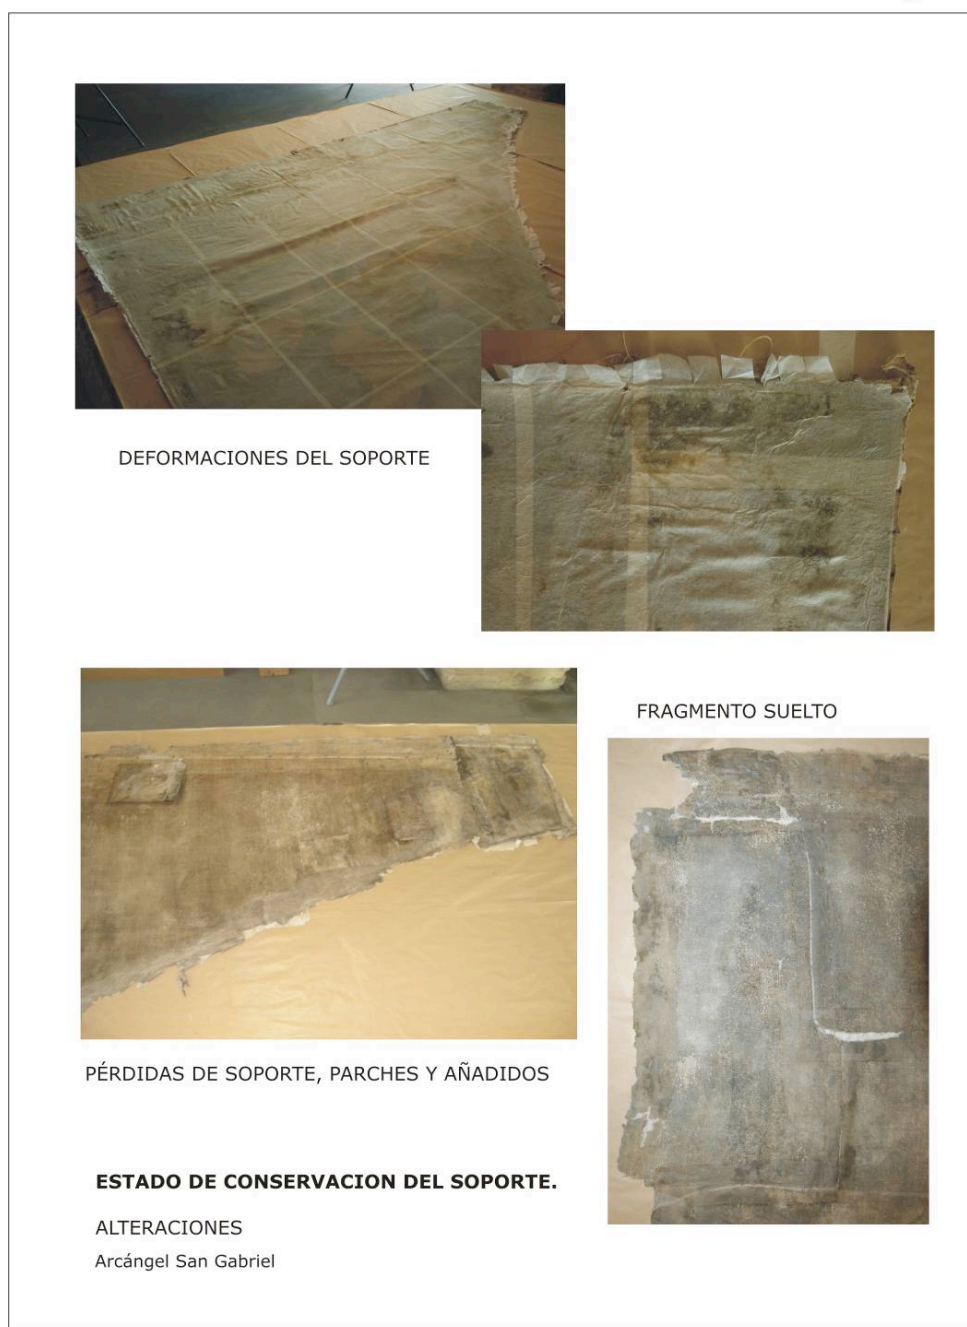 DEFORMACIONES DEL SOPORTE
FRAGMENTO SUELTO
PÉRDIDAS DE SOPORTE, PARCHES Y AÑADIDOS
ESTADO DE CONSERVACION DEL SOPORTE.
ALTERACIONES
Arcángel San Gabriel